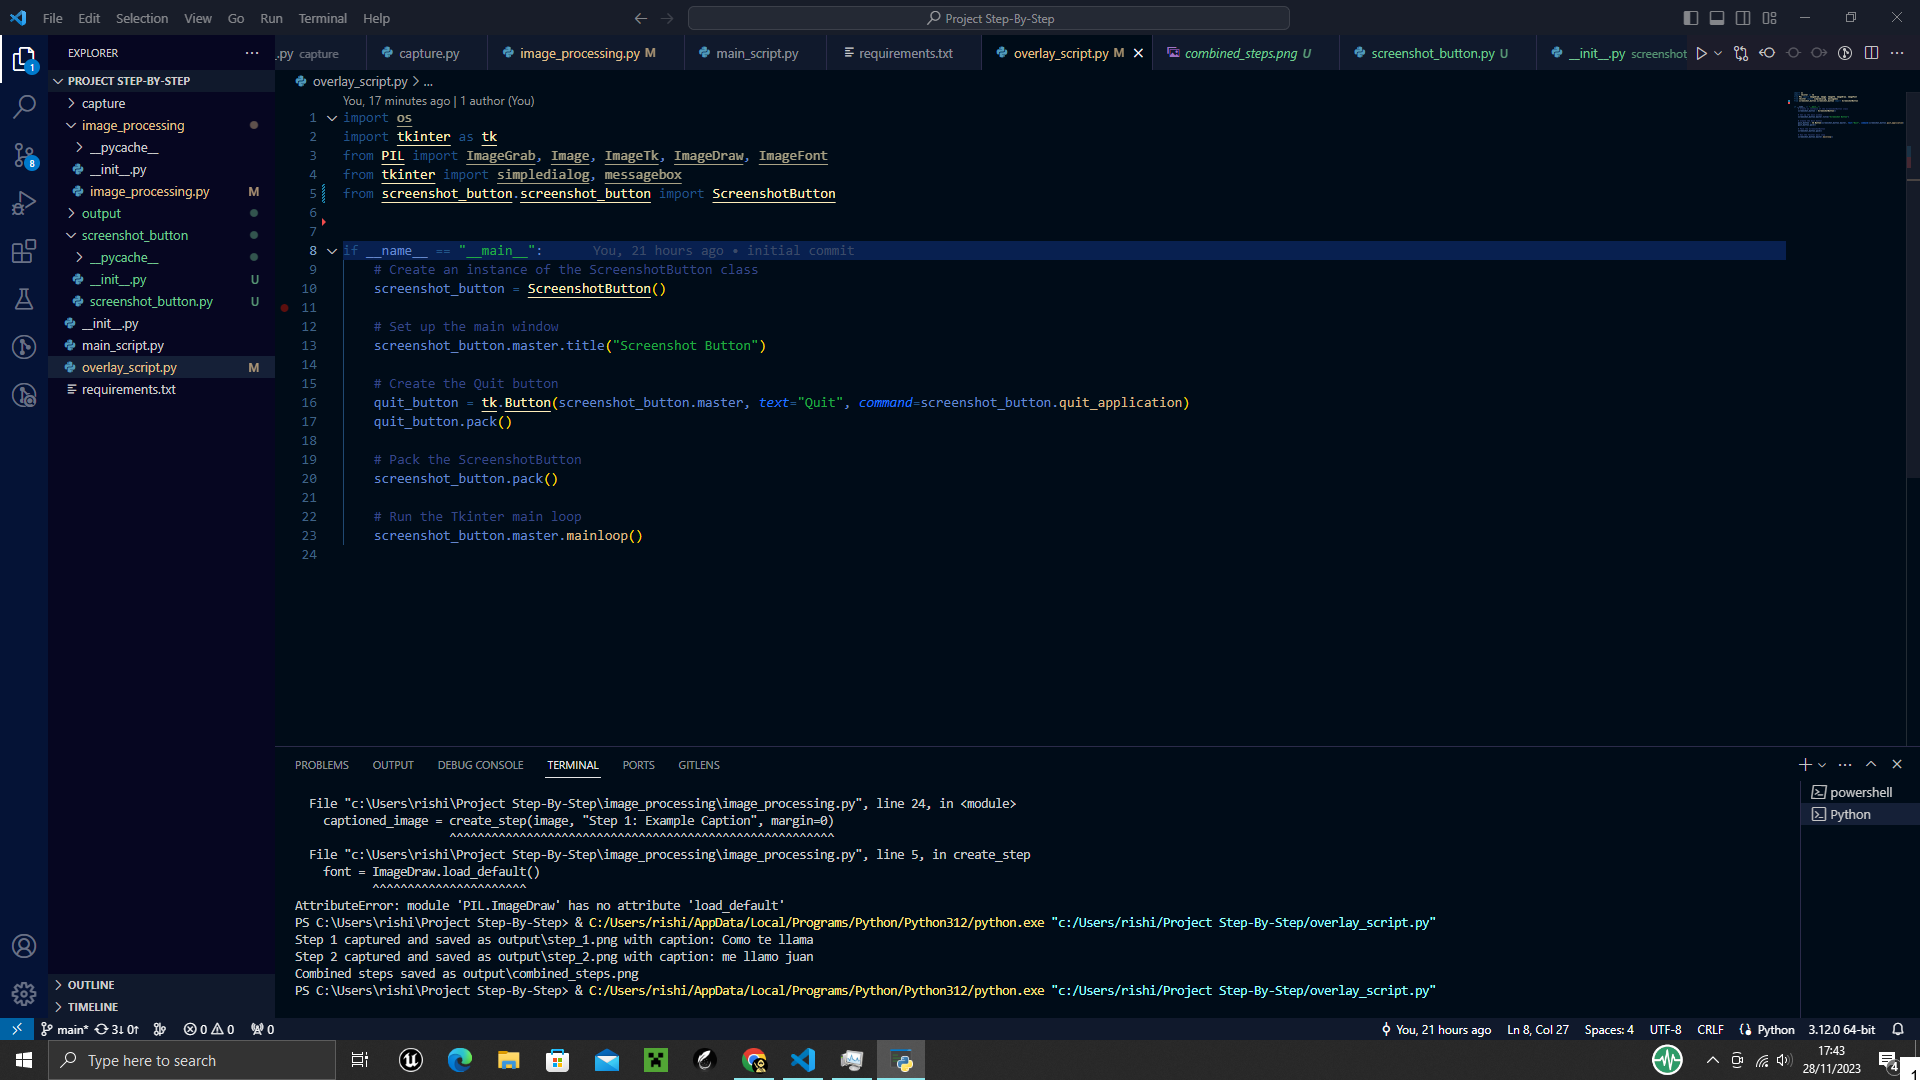 File Edit Selection View Go Run Terminal Help
Project Step-By-Step
EXPLORER
.py capture
capture.py
image_processing.py M
main_script.py
requirements.txt
overlay_script.py M
combined_steps.png U
screenshot_button.py U
__init__.py screenshot
PROJECT STEP-BY-STEP
capture
image_processing
__pycache__
__init__.py
image_processing.py M
output
screenshot_button
__pycache__
__init__.py U
screenshot_button.py U
__init__.py
main_script.py
overlay_script.py M
requirements.txt
OUTLINE
TIMELINE
1
8
overlay_script.py > ...
You, 17 minutes ago | 1 author (You)
1 import os
2 import tkinter as tk
3 from PIL import ImageGrab, Image, ImageTk, ImageDraw, ImageFont
4 from tkinter import simpledialog, messagebox
5 from screenshot_button.screenshot_button import ScreenshotButton
6
7
8 if __name__ == "__main__": You, 21 hours ago • initial commit
9 # Create an instance of the ScreenshotButton class
10 screenshot_button = ScreenshotButton()
11
12 # Set up the main window
13 screenshot_button.master.title("Screenshot Button")
14
15 # Create the Quit button
16 quit_button = tk.Button(screenshot_button.master, text="Quit", command=screenshot_button.quit_application)
17 quit_button.pack()
18
19 # Pack the ScreenshotButton
20 screenshot_button.pack()
21
22 # Run the Tkinter main loop
23 screenshot_button.master.mainloop()
24
PROBLEMS OUTPUT DEBUG CONSOLE TERMINAL PORTS GITLENS
powershell
Python
File "c:\Users\rishi\Project Step-By-Step\image_processing\image_processing.py", line 24, in <module>
captioned_image = create_step(image, "Step 1: Example Caption", margin=0)
^^^^^^^^^^^^^^^^^^^^^^^^^^^^^^^^^^^^^^^^^^^^^^^^^^
File "c:\Users\rishi\Project Step-By-Step\image_processing\image_processing.py", line 5, in create_step
font = ImageDraw.load_default()
^^^^^^^^^^^^^^^^^^^^
AttributeError: module 'PIL.ImageDraw' has no attribute 'load_default'
PS C:\Users\rishi\Project Step-By-Step> & C:/Users/rishi/AppData/Local/Programs/Python/Python312/python.exe "c:/Users/rishi/Project Step-By-Step/overlay_script.py"
Step 1 captured and saved as output\step_1.png with caption: Como te llama
Step 2 captured and saved as output\step_2.png with caption: me llamo juan
Combined steps saved as output\combined_steps.png
PS C:\Users\rishi\Project Step-By-Step> & C:/Users/rishi/AppData/Local/Programs/Python/Python312/python.exe "c:/Users/rishi/Project Step-By-Step/overlay_script.py"
main* 3↓ 0↑ 0 0 0
You, 21 hours ago Ln 8, Col 27 Spaces: 4 UTF-8 CRLF Python 3.12.0 64-bit
Type here to search
17:43
28/11/2023
4
1